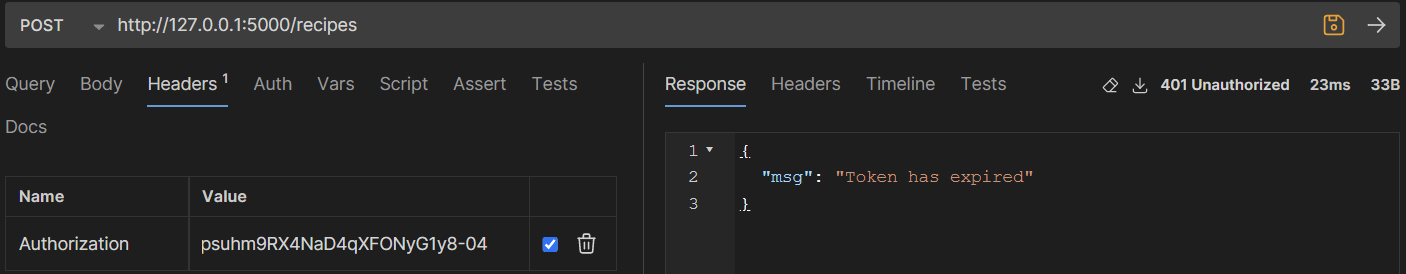 POST http://127.0.0.1:5000/recipes
Query Body Headers 1 Auth Vars Script Assert Tests
Docs
Name Value
Authorization psuhm9RX4NaD4qXFONyG1y8-04
Response Headers Timeline Tests 401 Unauthorized 23ms 33B
1 {
2 "msg": "Token has expired"
3 }